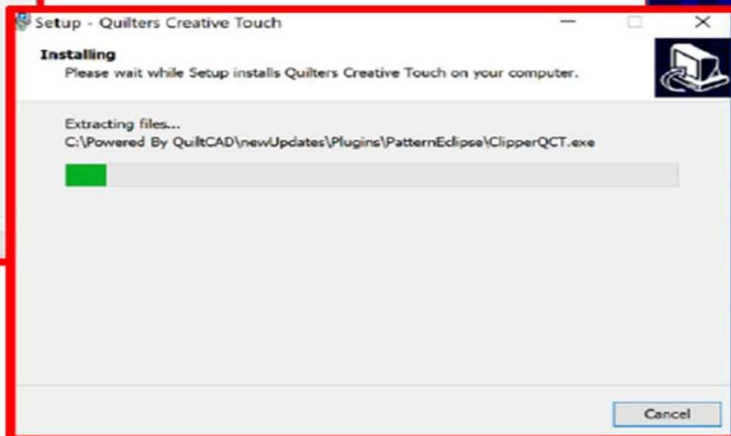 Setup - Quilters Creative Touch
Installing
Please wait while Setup installs Quilters Creative Touch on your computer.
Extracting files...
C:\Powered By QuiltCAD\newUpdates\Plugins\PatternEclipse\ClipperQCT.exe
Cancel